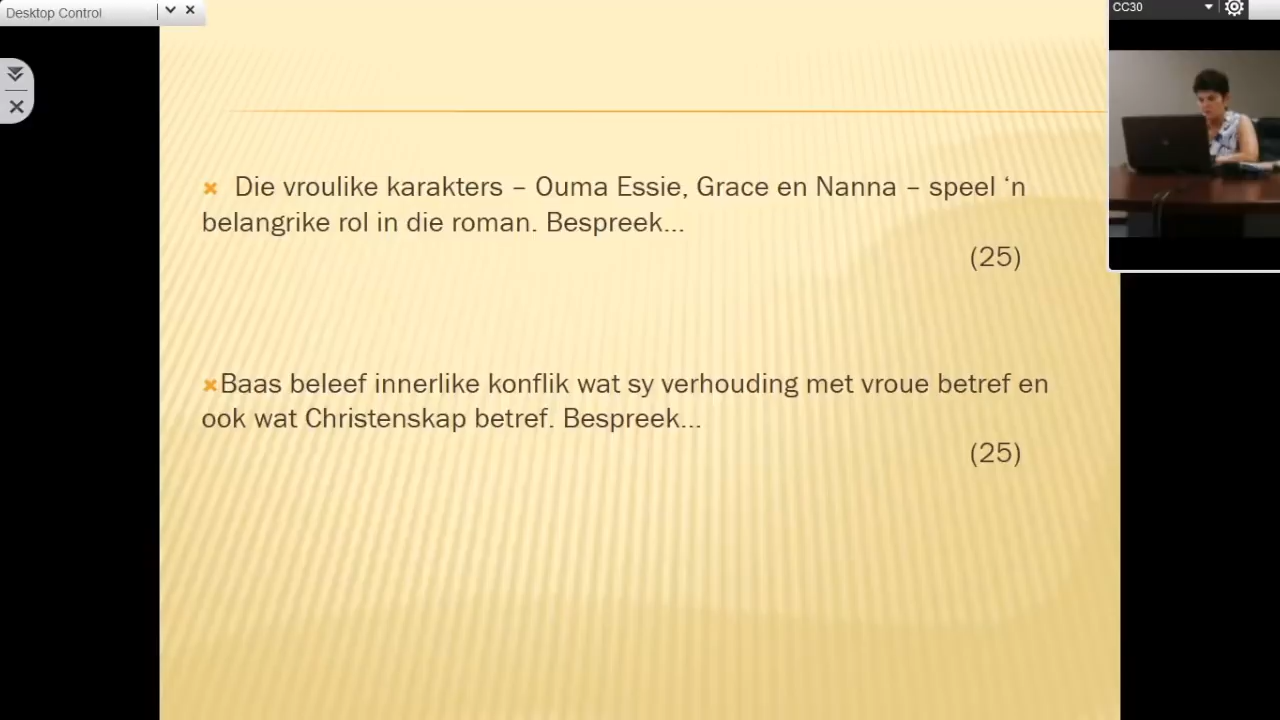 Desktop Control
CC30
Die vroulike karakters – Ouma Essie, Grace en Nanna – speel ‘n
belangrike rol in die roman. Bespreek...
(25)
Baas beleef innerlike konflik wat sy verhouding met vroue betref en
ook wat Christenskap betref. Bespreek...
(25)